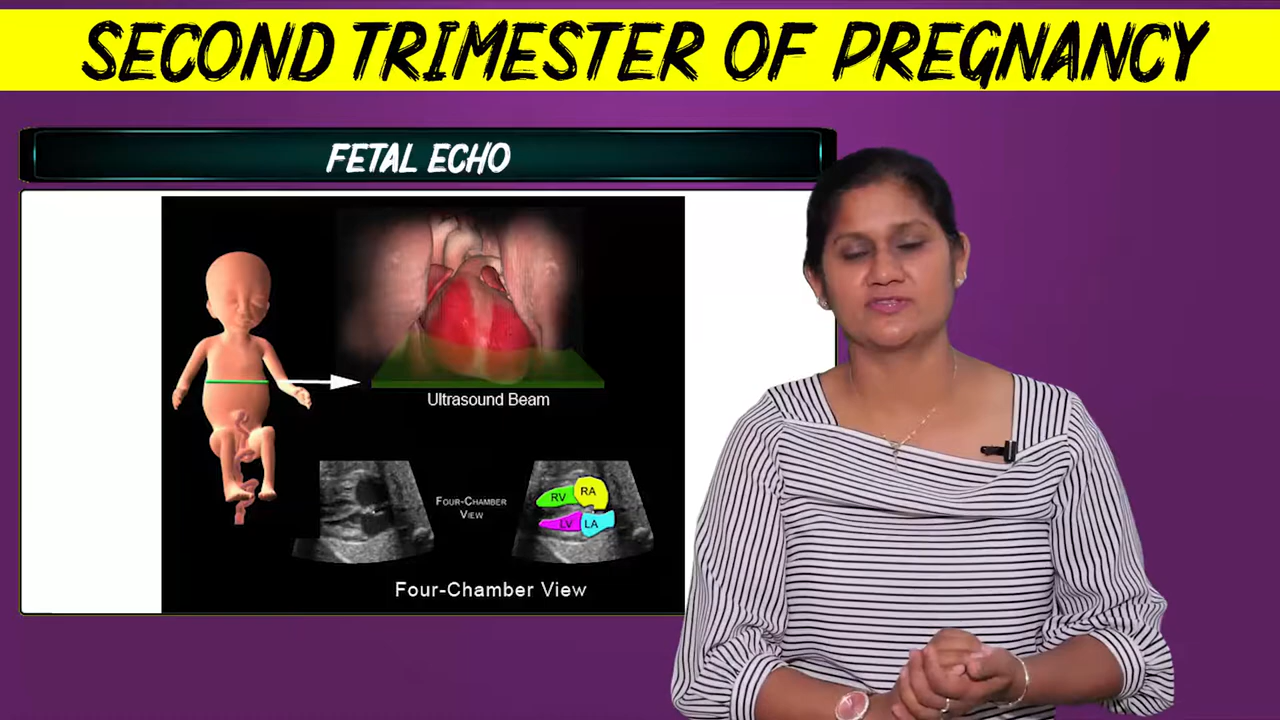 SECOND TRIMESTER OF PREGNANCY
FETAL ECHO
Ultrasound Beam
FOUR-CHAMBER
VIEW
RV RA
LV LA
Four-Chamber View